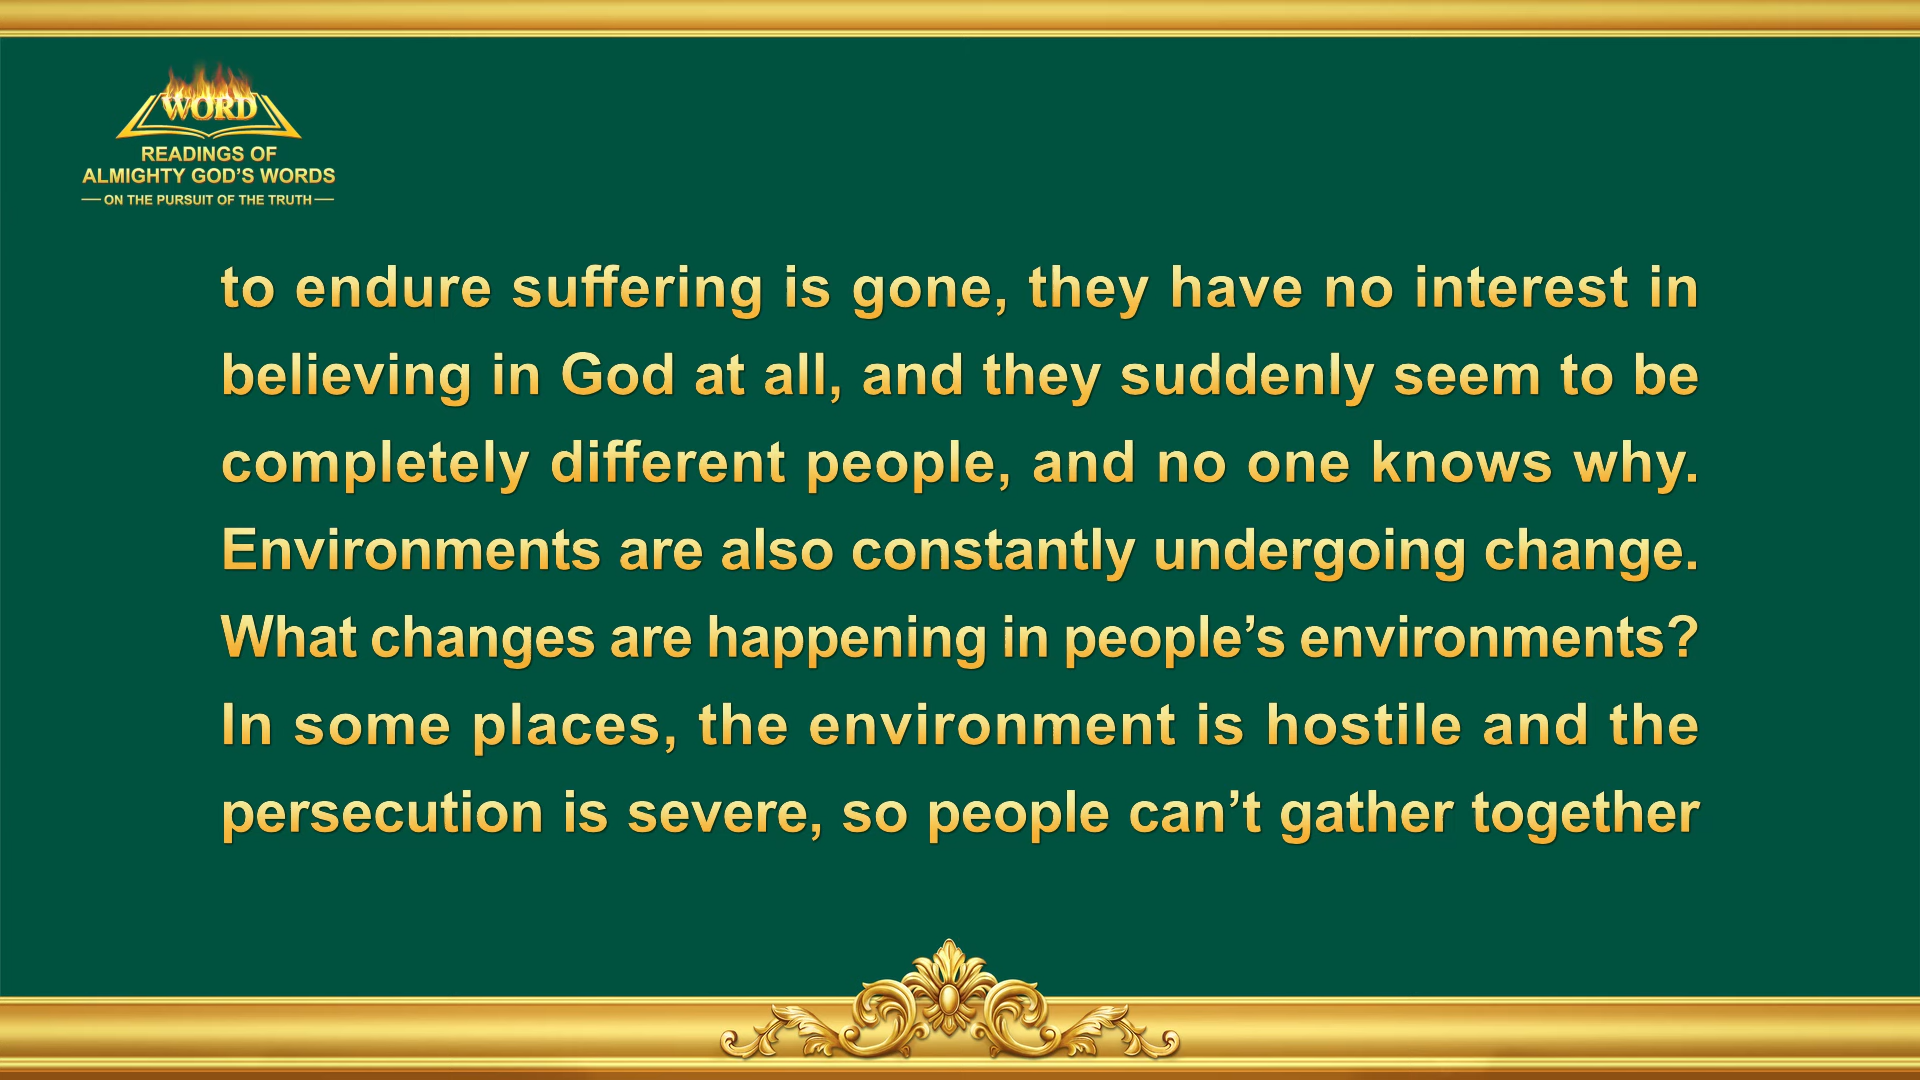 WORD
READINGS OF
ALMIGHTY GOD’S WORDS
— ON THE PURSUIT OF THE TRUTH —
to endure suffering is gone, they have no interest in
believing in God at all, and they suddenly seem to be
completely different people, and no one knows why.
Environments are also constantly undergoing change.
What changes are happening in people’s environments?
In some places, the environment is hostile and the
persecution is severe, so people can’t gather together